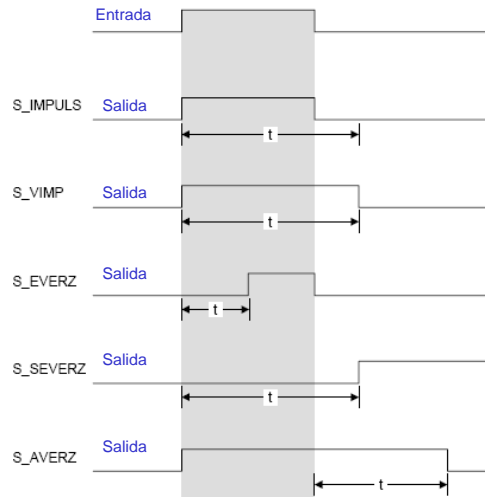 Entrada
S_IMPULS Salida
t
S_VIMP Salida
t
S_EVERZ Salida
t
S_SEVERZ Salida
t
S_AVERZ Salida
t